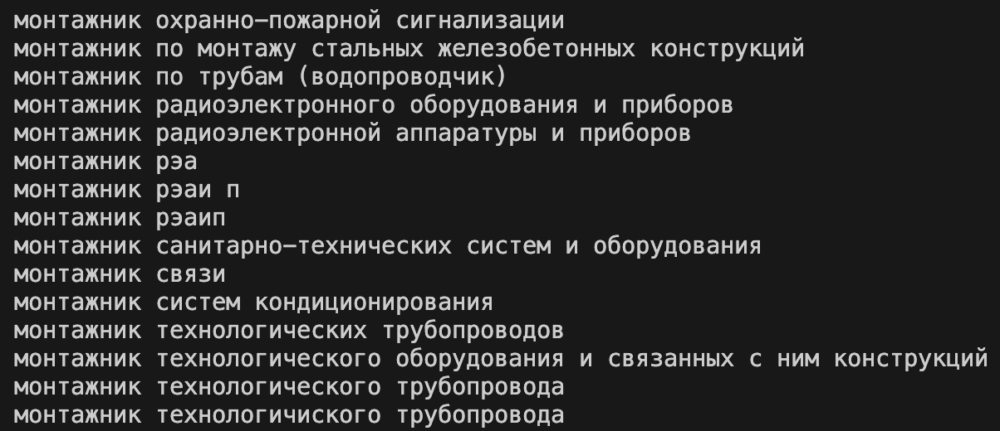 монтажник охранно-пожарной сигнализации
монтажник по монтажу стальных железобетонных конструкций
монтажник по трубам (водопроводчик)
монтажник радиоэлектронного оборудования и приборов
монтажник радиоэлектронной аппаратуры и приборов
монтажник рэа
монтажник рэаи п
монтажник рэаип
монтажник санитарно-технических систем и оборудования
монтажник связи
монтажник систем кондиционирования
монтажник технологических трубопроводов
монтажник технологического оборудования и связанных с ним конструкций
монтажник технологического трубопровода
монтажник технологичиского трубопровода